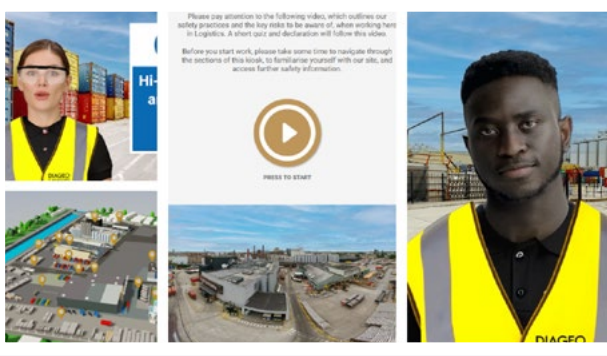 Hi-
a
DIAGEO
Please pay attention to the following video, which outlines our
safety practices and the key risks to be aware of, when working here
in Logistics. A short quiz and declaration will follow this video.
Before you start work, please take some time to navigate through
the sections of this kiosk, to familiarise yourself with our site, and
access further safety information.
PRESS TO START
DIAGEO